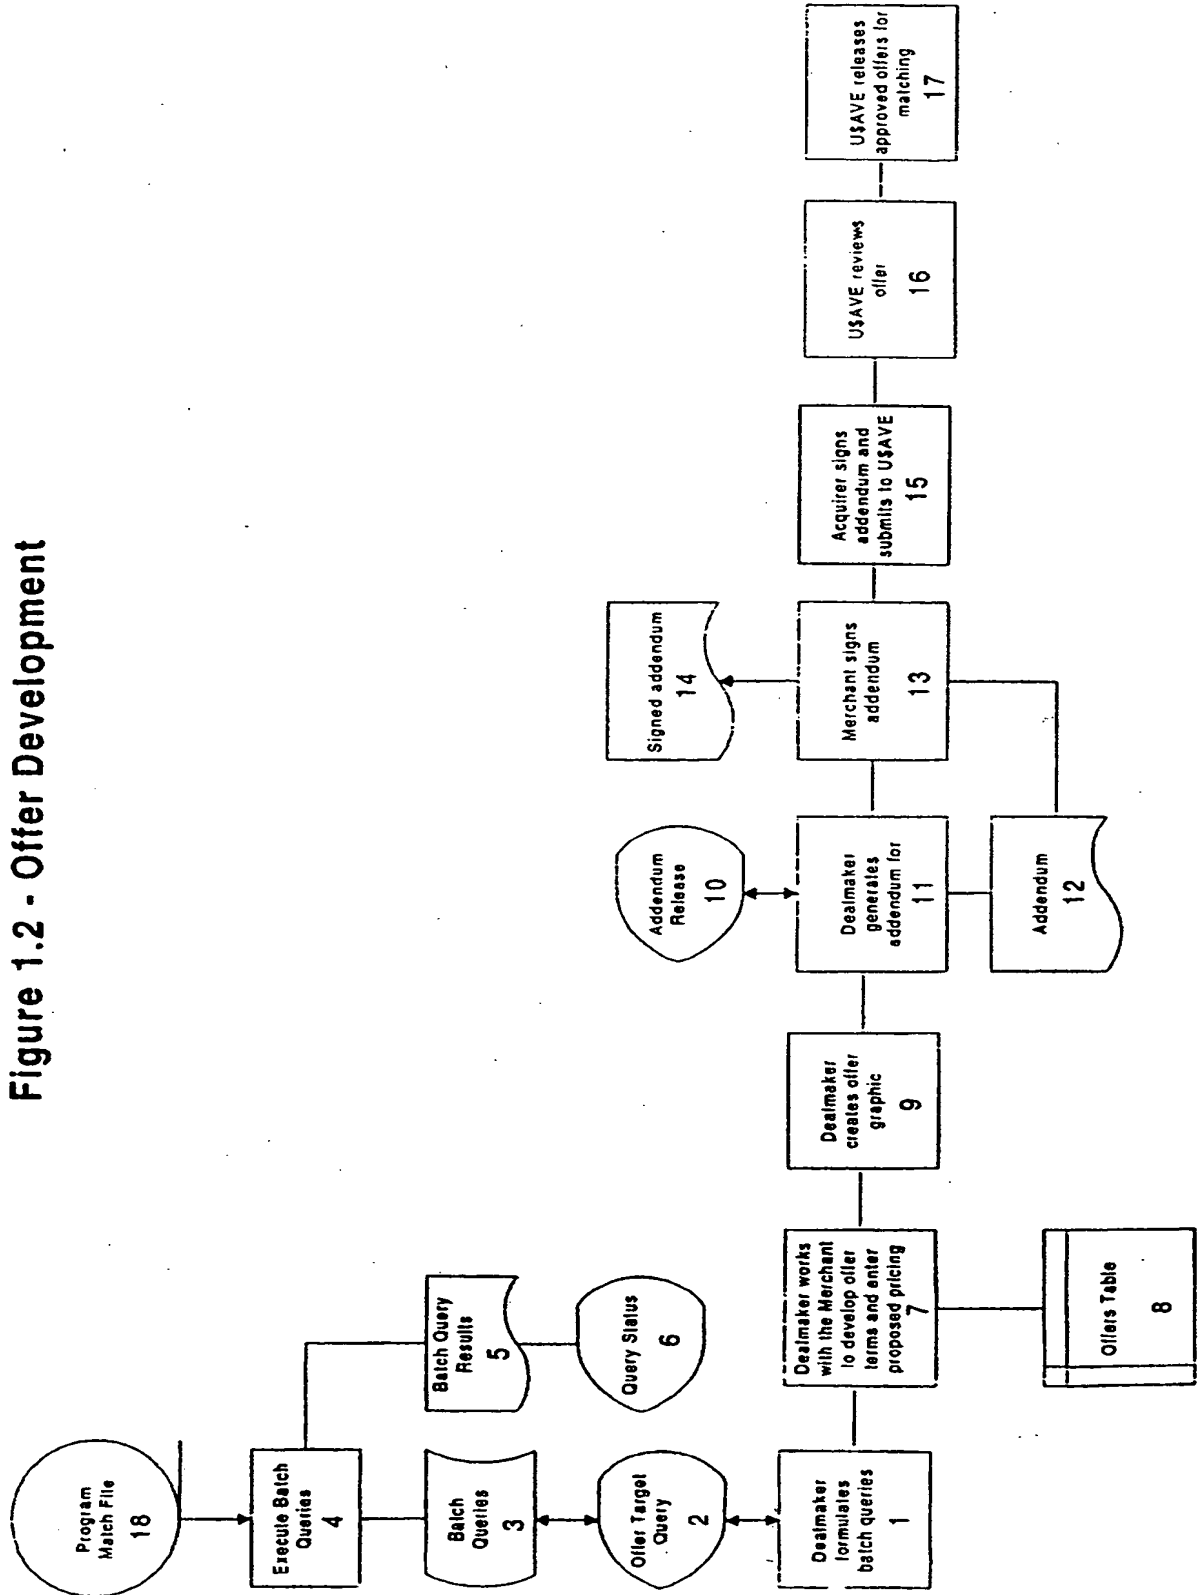 Figure 1.2 - Offer Development
Program
Match File
18
Execute Batch
Queries
4
Batch
Queries
3
Offer Target
Query
2
Dealmaker
formulates
batch queries
1
Batch Query
Results
5
Query Status
6
Dealmaker works
with the Merchant
to develop offer
terms and enter
proposed pricing
7
Offers Table
8
Dealmaker
creates offer
graphic
9
Addendum
Release
10
Dealmaker
generates
addendum for
11
Addendum
12
Signed addendum
14
Merchant signs
addendum
13
Acquirer signs
addendum and
submits to U$AVE
15
U$AVE reviews
offer
16
U$AVE releases
approved offers for
matching
17